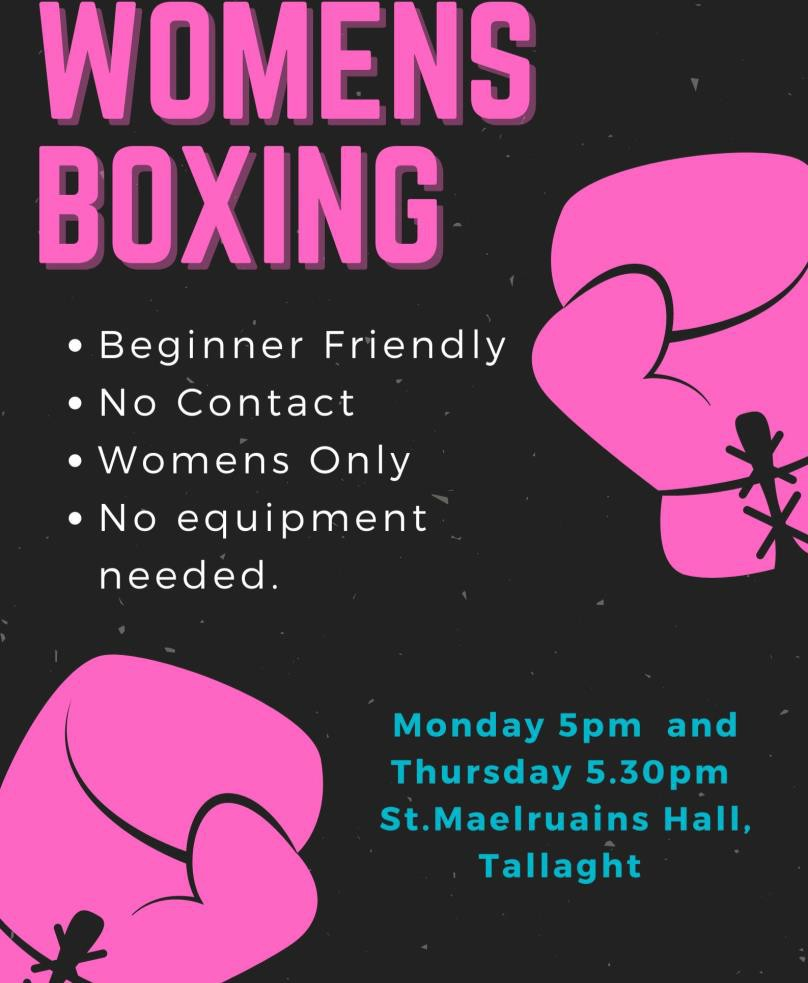 WOMENS
BOXING
• Beginner Friendly
• No Contact
• Womens Only
• No equipment
needed.
Monday 5pm and
Thursday 5.30pm
St.Maelruains Hall,
Tallaght